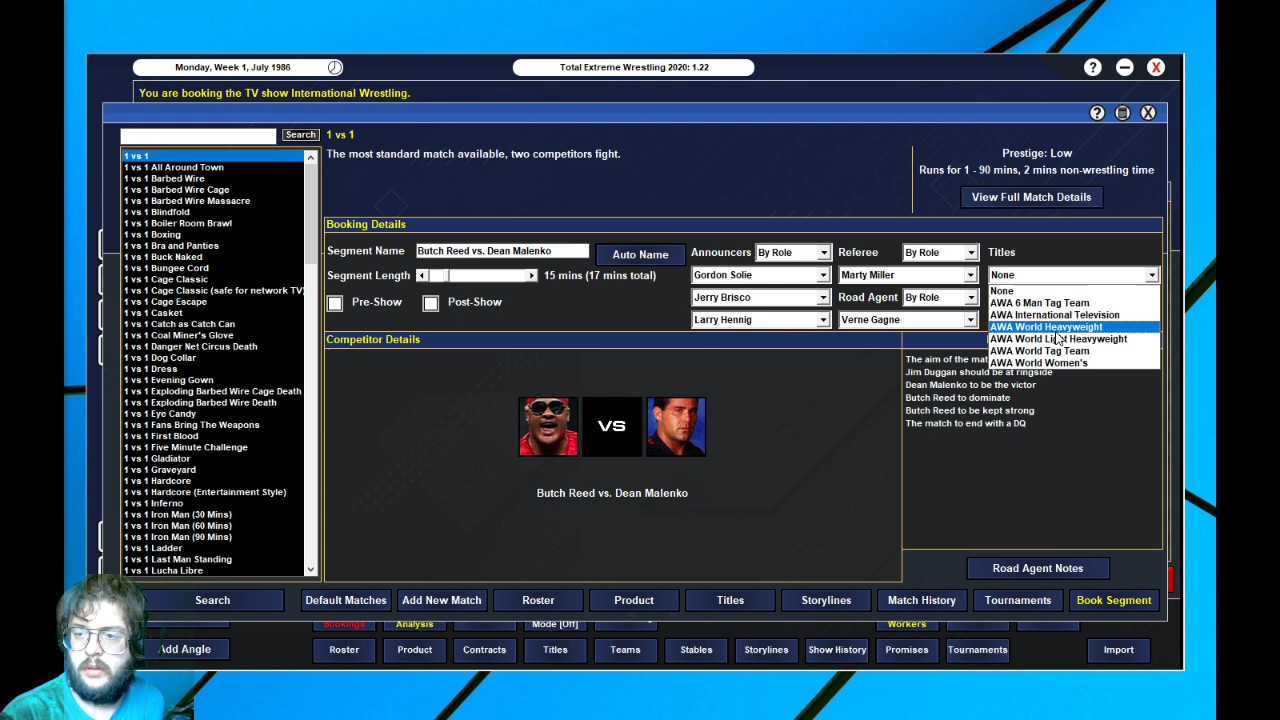 Monday, Week 1, July 1986
Total Extreme Wrestling 2020: 1.22
?
X
You are booking the TV show International Wrestling.
?
X
Search
1 vs 1
1 vs 1
The most standard match available, two competitors fight.
Prestige: Low
Runs for 1 - 90 mins, 2 mins non-wrestling time
View Full Match Details
1 vs 1 All Around Town
1 vs 1 Barbed Wire
1 vs 1 Barbed Wire Cage
1 vs 1 Barbed Wire Massacre
1 vs 1 Blindfold
1 vs 1 Boiler Room Brawl
1 vs 1 Boxing
1 vs 1 Bra and Panties
1 vs 1 Buck Naked
1 vs 1 Bungee Cord
1 vs 1 Cage Classic
1 vs 1 Cage Classic (safe for network TV)
1 vs 1 Cage Escape
1 vs 1 Casket
1 vs 1 Catch as Catch Can
1 vs 1 Coal Miner's Glove
1 vs 1 Danger Net Circus Death
1 vs 1 Dog Collar
1 vs 1 Dress
1 vs 1 Evening Gown
1 vs 1 Exploding Barbed Wire Cage Death
1 vs 1 Exploding Barbed Wire Death
1 vs 1 Eye Candy
1 vs 1 Fans Bring The Weapons
1 vs 1 First Blood
1 vs 1 Five Minute Challenge
1 vs 1 Gladiator
1 vs 1 Graveyard
1 vs 1 Hardcore
1 vs 1 Hardcore (Entertainment Style)
1 vs 1 Inferno
1 vs 1 Iron Man (30 Mins)
1 vs 1 Iron Man (60 Mins)
1 vs 1 Iron Man (90 Mins)
1 vs 1 Ladder
1 vs 1 Last Man Standing
1 vs 1 Lucha Libre
Booking Details
Segment Name
Butch Reed vs. Dean Malenko
Auto Name
Announcers
By Role
Referee
By Role
Titles
Segment Length
15 mins (17 mins total)
Gordon Solie
Marty Miller
None
Pre-Show
Post-Show
Jerry Brisco
Road Agent
By Role
Larry Hennig
Verne Gagne
None
AWA 6 Man Tag Team
AWA International Television
AWA World Heavyweight
AWA World Light Heavyweight
AWA World Tag Team
AWA World Women's
Competitor Details
VS
Butch Reed vs. Dean Malenko
The aim of the mat
Jim Duggan should be at ringside
Dean Malenko to be the victor
Butch Reed to dominate
Butch Reed to be kept strong
The match to end with a DQ
Road Agent Notes
Search
Default Matches
Add New Match
Roster
Product
Titles
Storylines
Match History
Tournaments
Book Segment
Bookings
Analysis
Mode [Off]
Workers
Add Angle
Roster
Product
Contracts
Titles
Teams
Stables
Storylines
Show History
Promises
Tournaments
Import